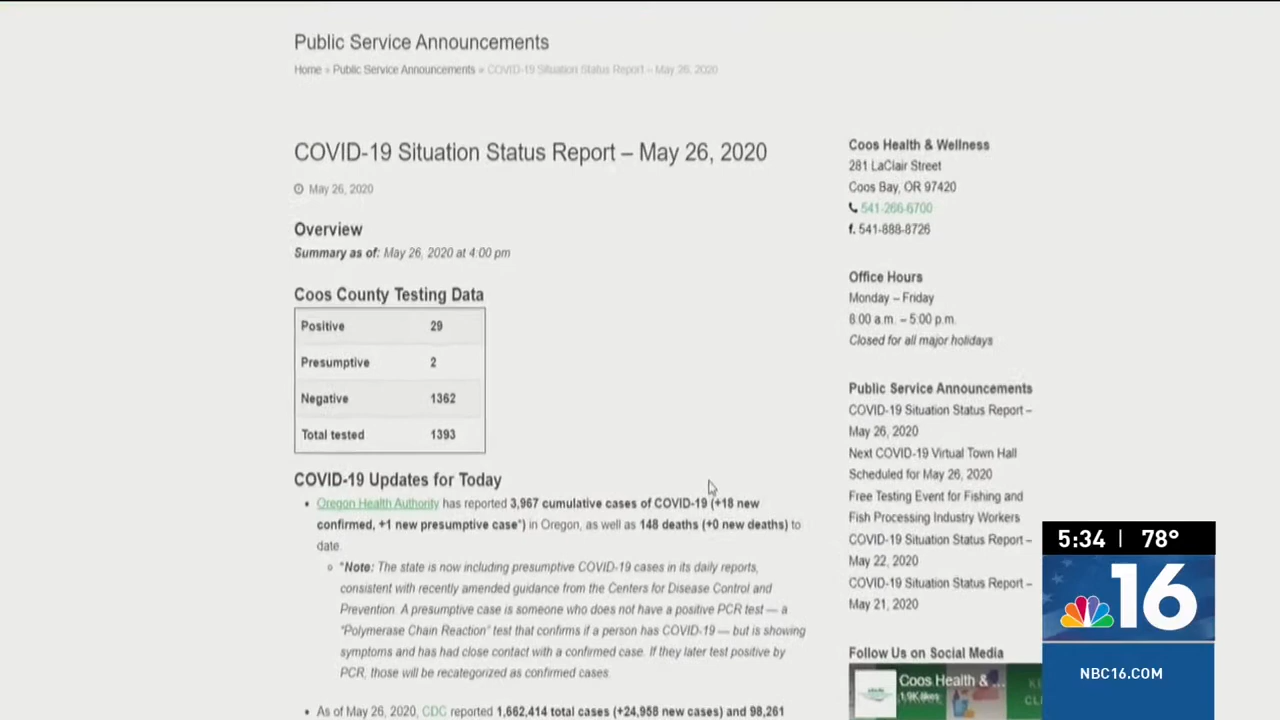 Public Service Announcements
Home » Public Service Announcements » COVID-19 Situation Status Report – May 26, 2020
COVID-19 Situation Status Report – May 26, 2020
May 26, 2020
Overview
Summary as of: May 26, 2020 at 4:00 pm
Coos County Testing Data
Positive 29
Presumptive 2
Negative 1362
Total tested 1393
COVID-19 Updates for Today
• Oregon Health Authority has reported 3,967 cumulative cases of COVID-19 (+18 new
confirmed, +1 new presumptive case*) in Oregon, as well as 148 deaths (+0 new deaths) to
date.
*Note: The state is now including presumptive COVID-19 cases in its daily reports,
consistent with recently amended guidance from the Centers for Disease Control and
Prevention. A presumptive case is someone who does not have a positive PCR test — a
"Polymerase Chain Reaction" test that confirms if a person has COVID-19 — but is showing
symptoms and has had close contact with a confirmed case. If they later test positive by
PCR, those will be recategorized as confirmed cases.
• As of May 26, 2020, CDC reported 1,662,414 total cases (+24,958 new cases) and 98,261
Coos Health & Wellness
281 LaClair Street
Coos Bay, OR 97420
541-266-6700
f. 541-888-8726
Office Hours
Monday – Friday
8:00 a.m. – 5:00 p.m.
Closed for all major holidays
Public Service Announcements
COVID-19 Situation Status Report –
May 26, 2020
Next COVID-19 Virtual Town Hall
Scheduled for May 26, 2020
Free Testing Event for Fishing and
Fish Processing Industry Workers
COVID-19 Situation Status Report –
May 22, 2020
COVID-19 Situation Status Report –
May 21, 2020
Follow Us on Social Media
Coos Health & ...
1.9K likes
5:34 | 78°
16
NBC16.COM